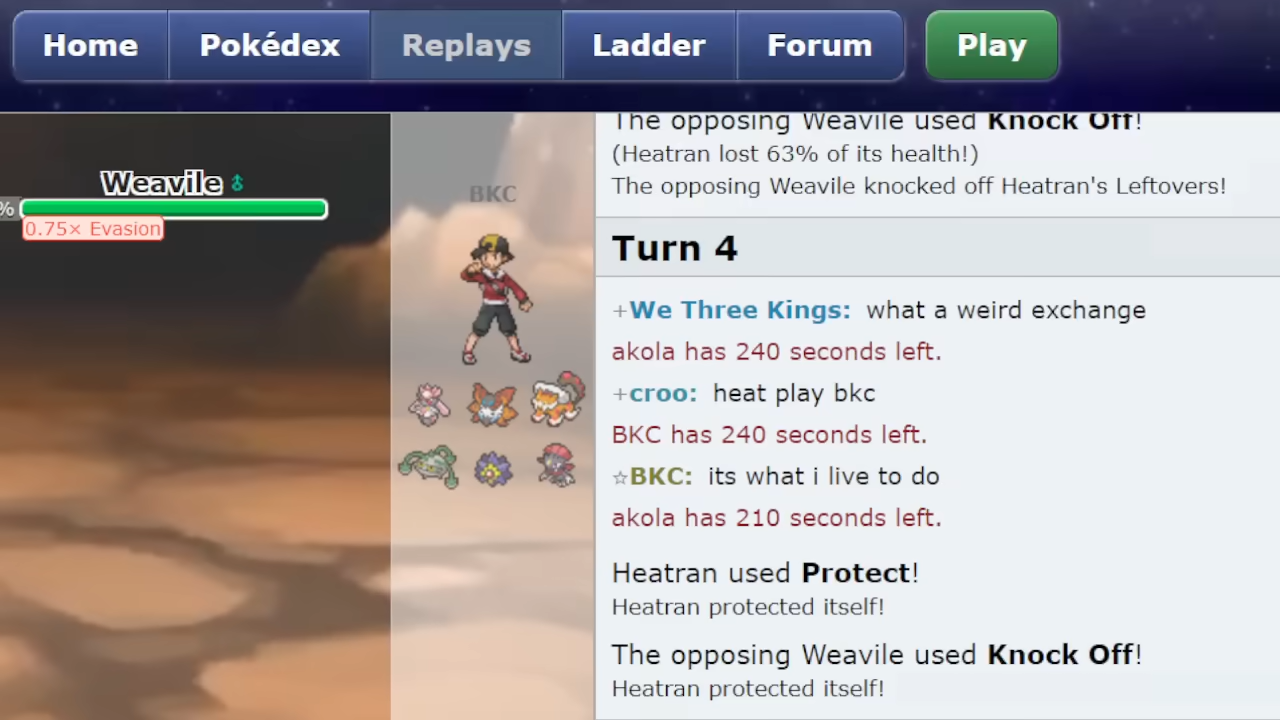 Home Pokédex Replays Ladder Forum Play
Weavile
%
0.75× Evasion
BKC
The opposing Weavile used Knock Off!
(Heatran lost 63% of its health!)
The opposing Weavile knocked off Heatran's Leftovers!
Turn 4
+We Three Kings: what a weird exchange
akola has 240 seconds left.
+croo: heat play bkc
BKC has 240 seconds left.
☆BKC: its what i live to do
akola has 210 seconds left.
Heatran used Protect!
Heatran protected itself!
The opposing Weavile used Knock Off!
Heatran protected itself!